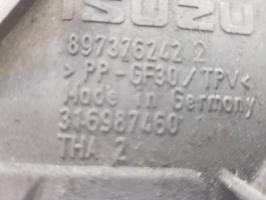 ISUZU
897376242 2
> PP-GF30/TPV<
Made in Germany
316987460
THA 2